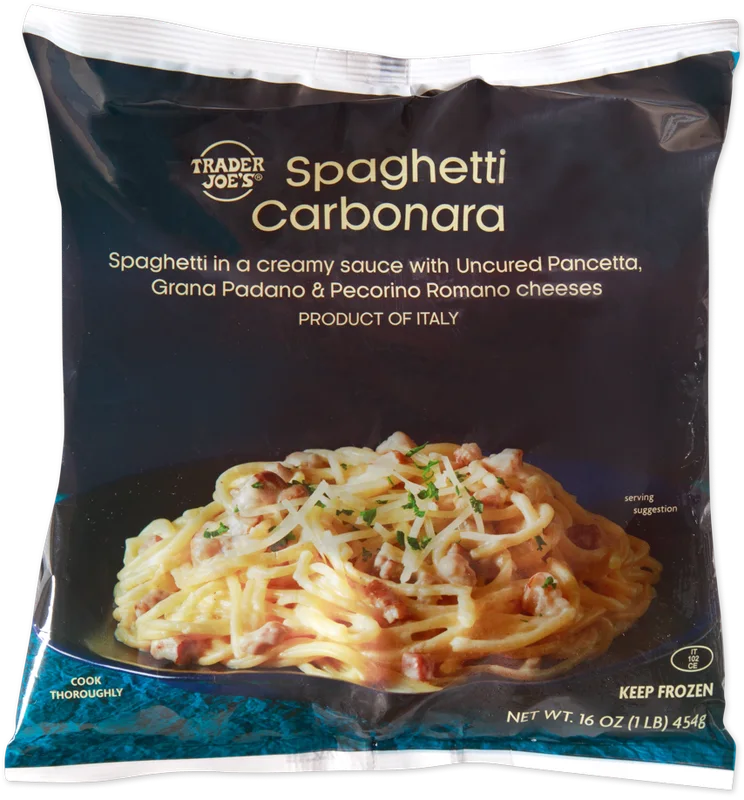 TRADER
JOE'S®
Spaghetti
Carbonara
Spaghetti in a creamy sauce with Uncured Pancetta,
Grana Padano & Pecorino Romano cheeses
PRODUCT OF ITALY
serving
suggestion
IT
102
CE
COOK
THOROUGHLY
KEEP FROZEN
NET WT. 16 OZ (1 LB) 454g